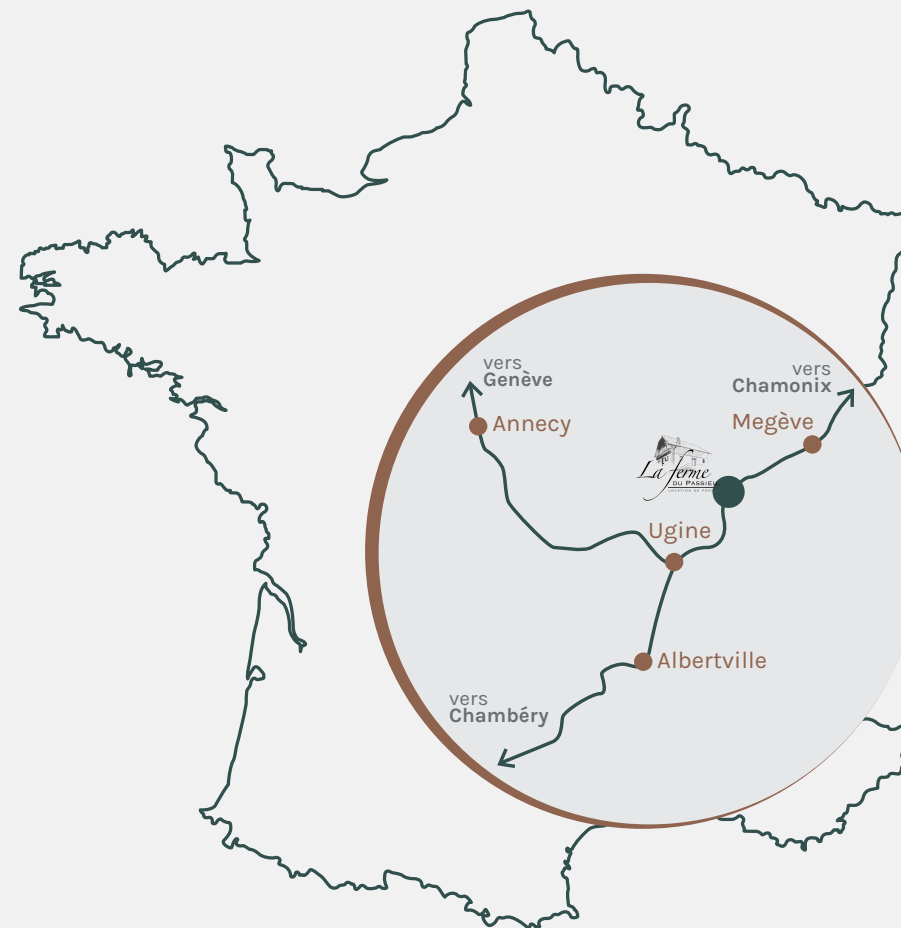 vers
Genève
vers
Chamonix
Annecy
Megève
La ferme
DU PASSIEU
Ugine
Albertville
vers
Chambéry